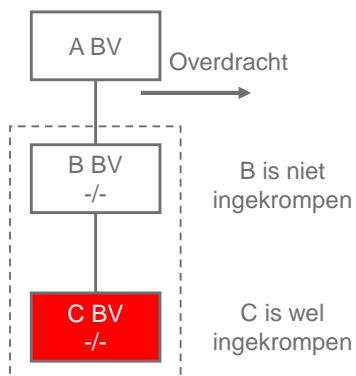 A BV
Overdracht
B BV
-/-
B is niet
ingekrompen
C BV
-/-
C is wel
ingekrompen